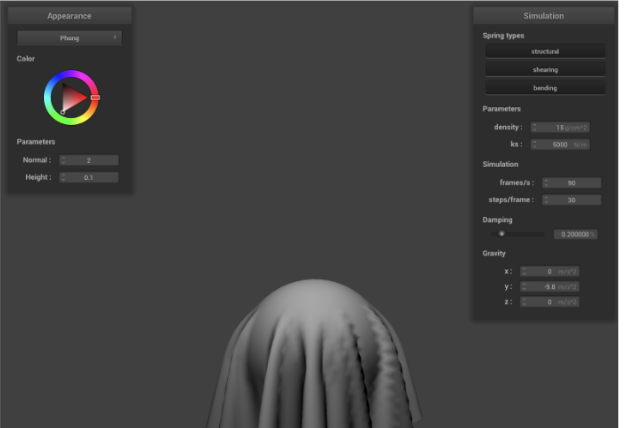 Appearance
Phong
Color
Parameters
Normal : 2
Height : 0.1
Simulation
Spring types
structural
shearing
bending
Parameters
density : 15 g/cm^2
ks : 5000 N/m
Simulation
frames/s : 90
steps/frame : 30
Damping
0.200000 %
Gravity
x : 0 m/s^2
y : -9.8 m/s^2
z : 0 m/s^2